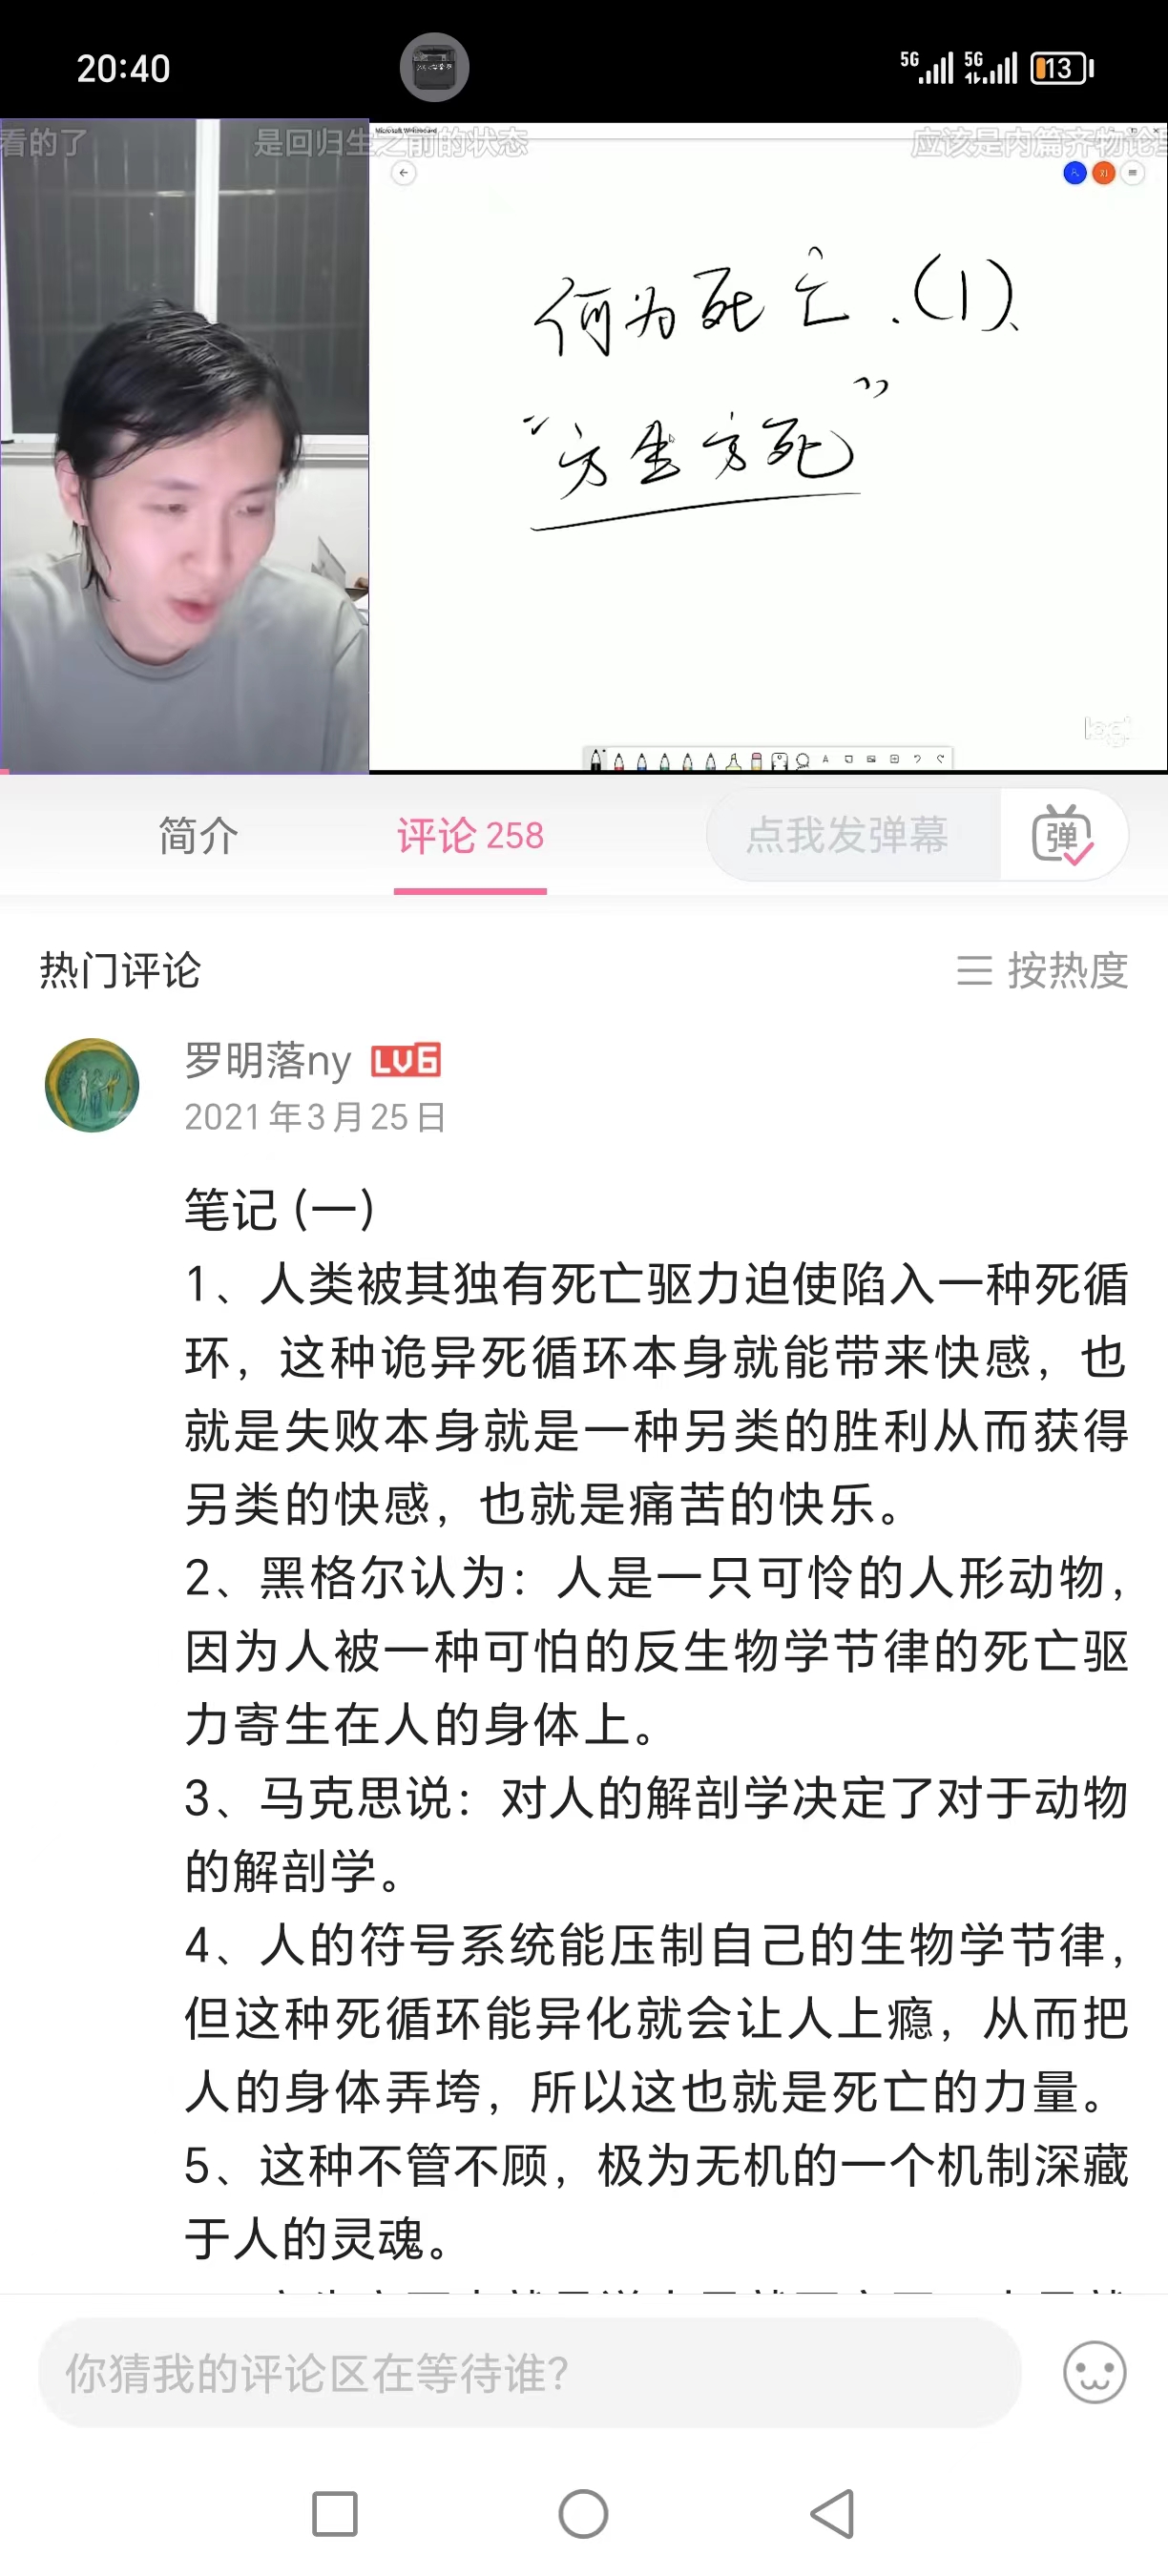 20:40
5G 5G 13
看的了 是回归生之前的状态 应该是内篇齐物论里
Microsoft Whiteboard
何为死亡.(1)、
“方生方死”
简介 评论 258 点我发弹幕 弹
热门评论 按热度
罗明落ny LV6
2021年3月25日
笔记 (一)
1、人类被其独有死亡驱力迫使陷入一种死循
环，这种诡异死循环本身就能带来快感，也
就是失败本身就是一种另类的胜利从而获得
另类的快感，也就是痛苦的快乐。
2、黑格尔认为：人是一只可怜的人形动物，
因为人被一种可怕的反生物学节律的死亡驱
力寄生在人的身体上。
3、马克思说：对人的解剖学决定了对于动物
的解剖学。
4、人的符号系统能压制自己的生物学节律，
但这种死循环能异化就会让人上瘾，从而把
人的身体弄垮，所以这也就是死亡的力量。
5、这种不管不顾，极为无机的一个机制深藏
于人的灵魂。
你猜我的评论区在等待谁？